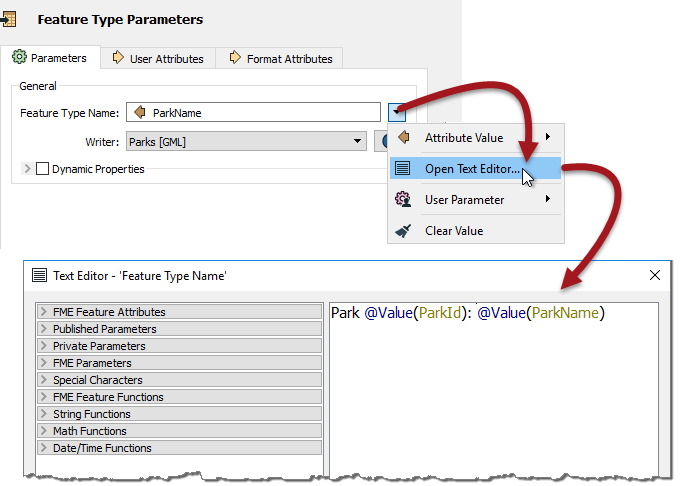 Feature Type Parameters
Parameters User Attributes Format Attributes
General
Feature Type Name: ParkName
Writer: Parks [GML]
Dynamic Properties
Attribute Value
Open Text Editor...
User Parameter
Clear Value
Text Editor - 'Feature Type Name'
FME Feature Attributes
Published Parameters
Private Parameters
FME Parameters
Special Characters
FME Feature Functions
String Functions
Math Functions
Date/Time Functions
Park @Value(ParkId): @Value(ParkName)